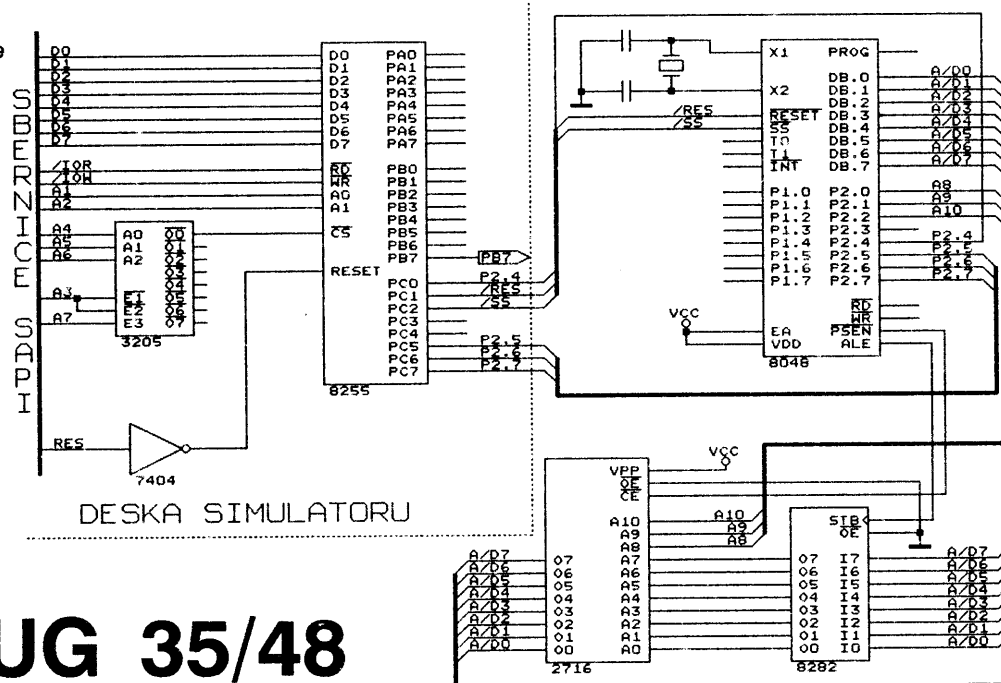 9
SBERNICE SAPI
D0
D1
D2
D3
D4
D5
D6
D7
/IOR
/IOW
A1
A2
A4
A5
A6
A3
A7
RES
D0
D1
D2
D3
D4
D5
D6
D7
RD
WR
A0
A1
CS
RESET
PA0
PA1
PA2
PA3
PA4
PA5
PA6
PA7
PB0
PB1
PB2
PB3
PB4
PB5
PB6
PB7
PC0
PC1
PC2
PC3
PC4
PC5
PC6
PC7
8255
A0
A1
A2
E1
E2
E3
O0
O1
O2
O3
O4
O5
O6
O7
3205
7404
DESKA SIMULATORU
PB7
P2.4
/RES
/SS
P2.5
P2.6
P2.7
/RES
/SS
X1
X2
RESET
SS
T0
T1
INT
P1.0
P1.1
P1.2
P1.3
P1.4
P1.5
P1.6
P1.7
EA
VDD
PROG
DB.0
DB.1
DB.2
DB.3
DB.4
DB.5
DB.6
DB.7
P2.0
P2.1
P2.2
P2.3
P2.4
P2.5
P2.6
P2.7
RD
WR
PSEN
ALE
8048
VCC
A/D0
A/D1
A/D2
A/D3
A/D4
A/D5
A/D6
A/D7
A8
A9
A10
P2.4
P2.5
P2.6
P2.7
VCC
VPP
OE
CE
A10
A9
A8
A7
A6
A5
A4
A3
A2
A1
A0
O7
O6
O5
O4
O3
O2
O1
O0
2716
A10
A9
A8
A/D7
A/D6
A/D5
A/D4
A/D3
A/D2
A/D1
A/D0
STB
OE
O7
O6
O5
O4
O3
O2
O1
O0
I7
I6
I5
I4
I3
I2
I1
I0
8282
A/D7
A/D6
A/D5
A/D4
A/D3
A/D2
A/D1
A/D0
UG 35/48